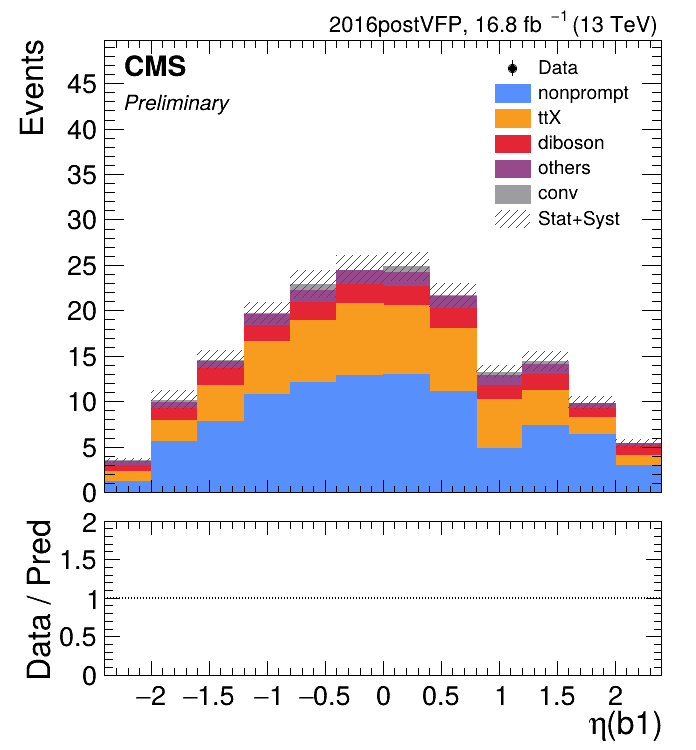 2016postVFP, 16.8 fb⁻¹ (13 TeV)
CMS
Preliminary
Data
nonprompt
ttX
diboson
others
conv
Stat+Syst
Events
45
40
35
30
25
20
15
10
5
0
Data / Pred
2
1.5
1
0.5
0
−2 −1.5 −1 −0.5 0 0.5 1 1.5 2
η(b1)